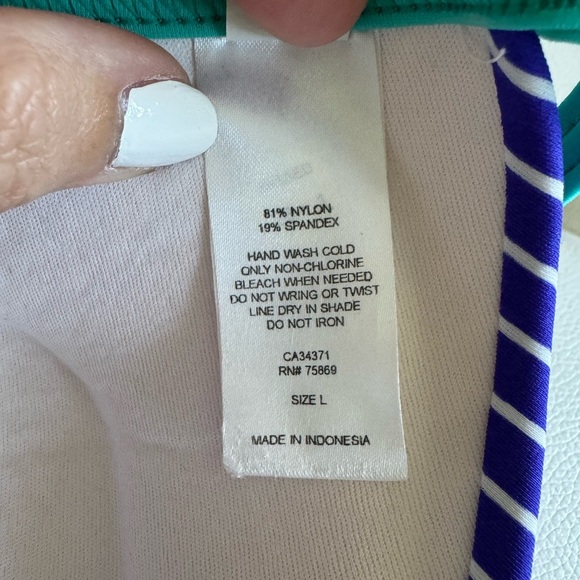 81% NYLON
19% SPANDEX
HAND WASH COLD
ONLY NON-CHLORINE
BLEACH WHEN NEEDED
DO NOT WRING OR TWIST
LINE DRY IN SHADE
DO NOT IRON
CA34371
RN# 75869
SIZE L
MADE IN INDONESIA